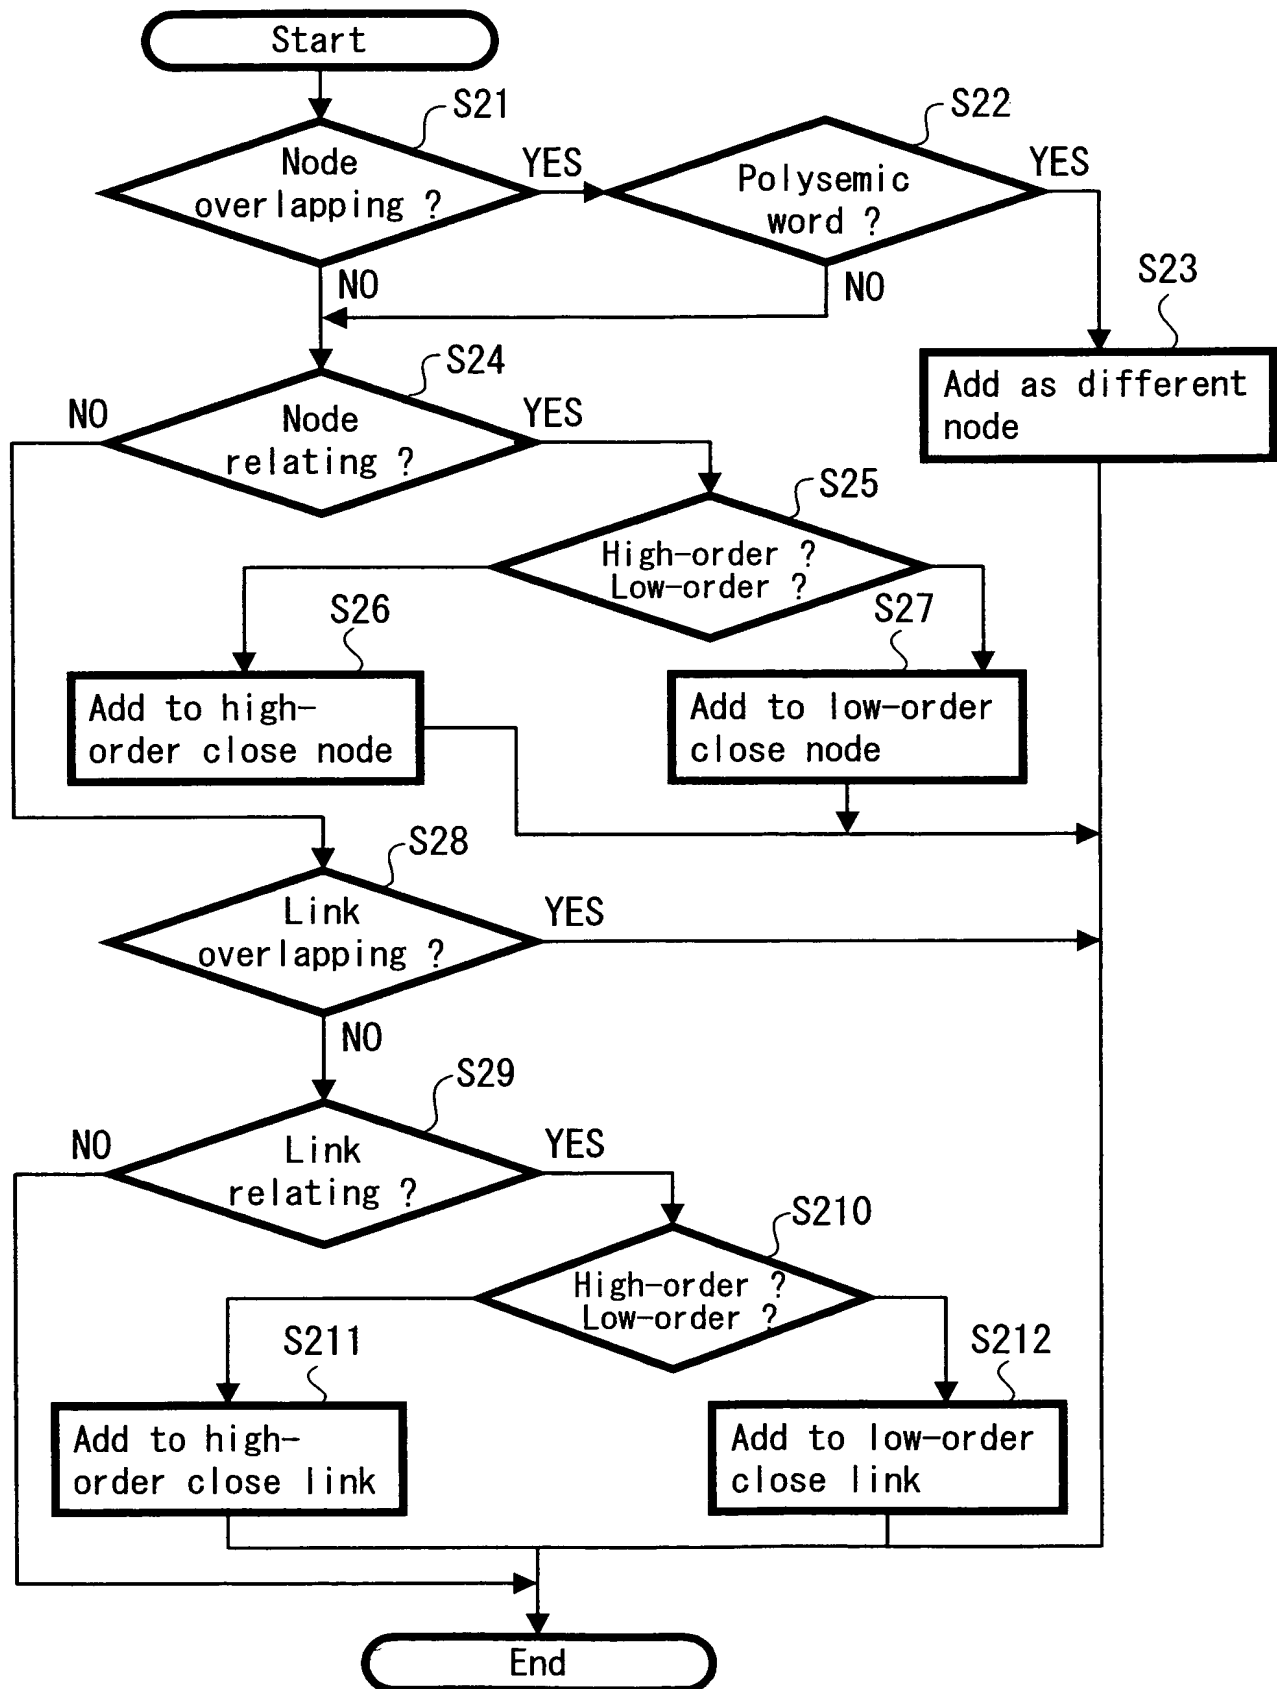 Start
S21
S22
Node
overlapping ?
YES
Polysemic
word ?
YES
NO
NO
S23
Add as different
node
S24
NO
Node
relating ?
YES
S25
High-order ?
Low-order ?
S26
S27
Add to high-
order close node
Add to low-order
close node
S28
Link
overlapping ?
YES
NO
S29
NO
Link
relating ?
YES
S210
High-order ?
Low-order ?
S211
S212
Add to high-
order close link
Add to low-order
close link
End